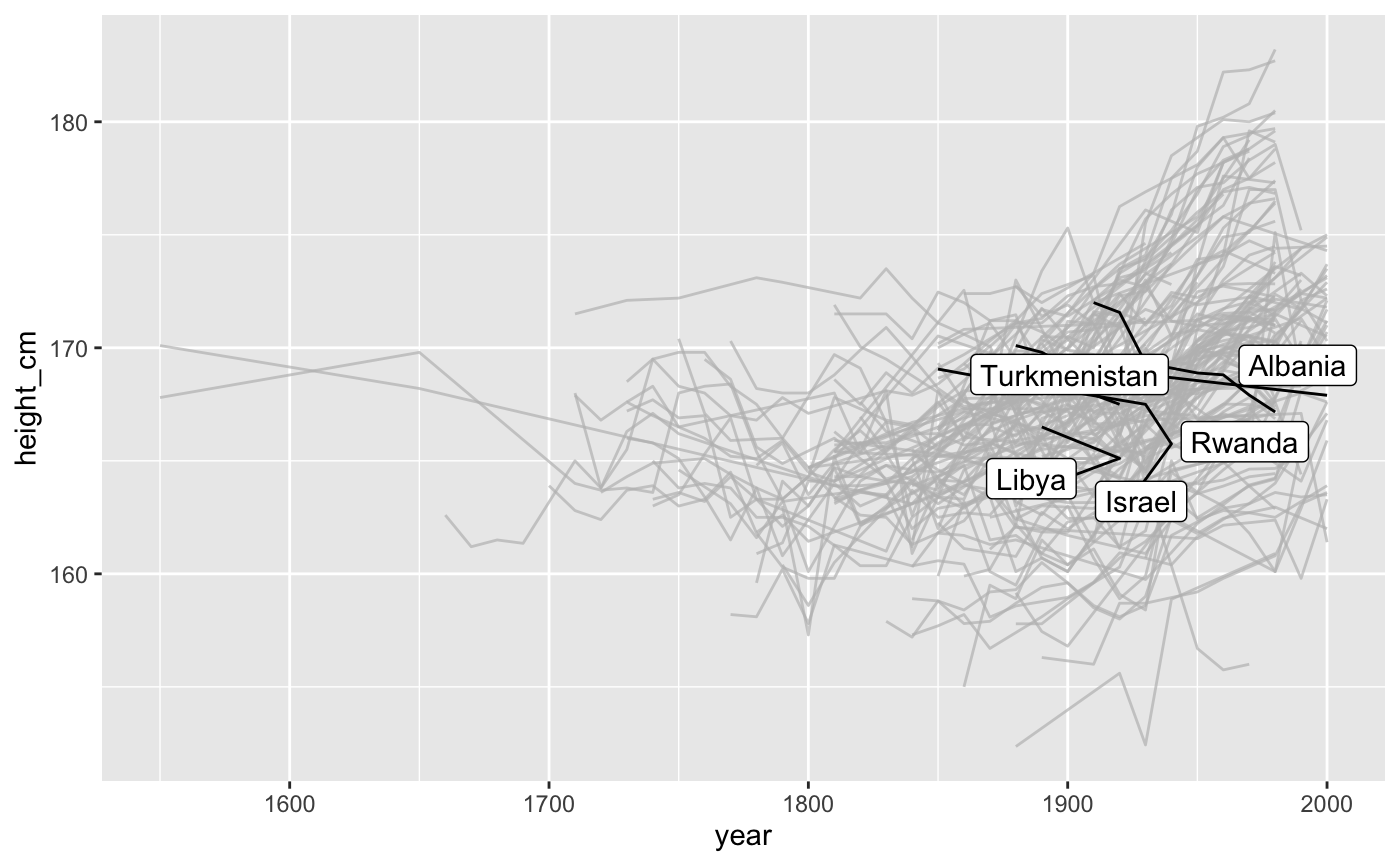 180
170
160
height_cm
Turkmenistan
Albania
Rwanda
Libya
Israel
1600
1700
1800
1900
2000
year